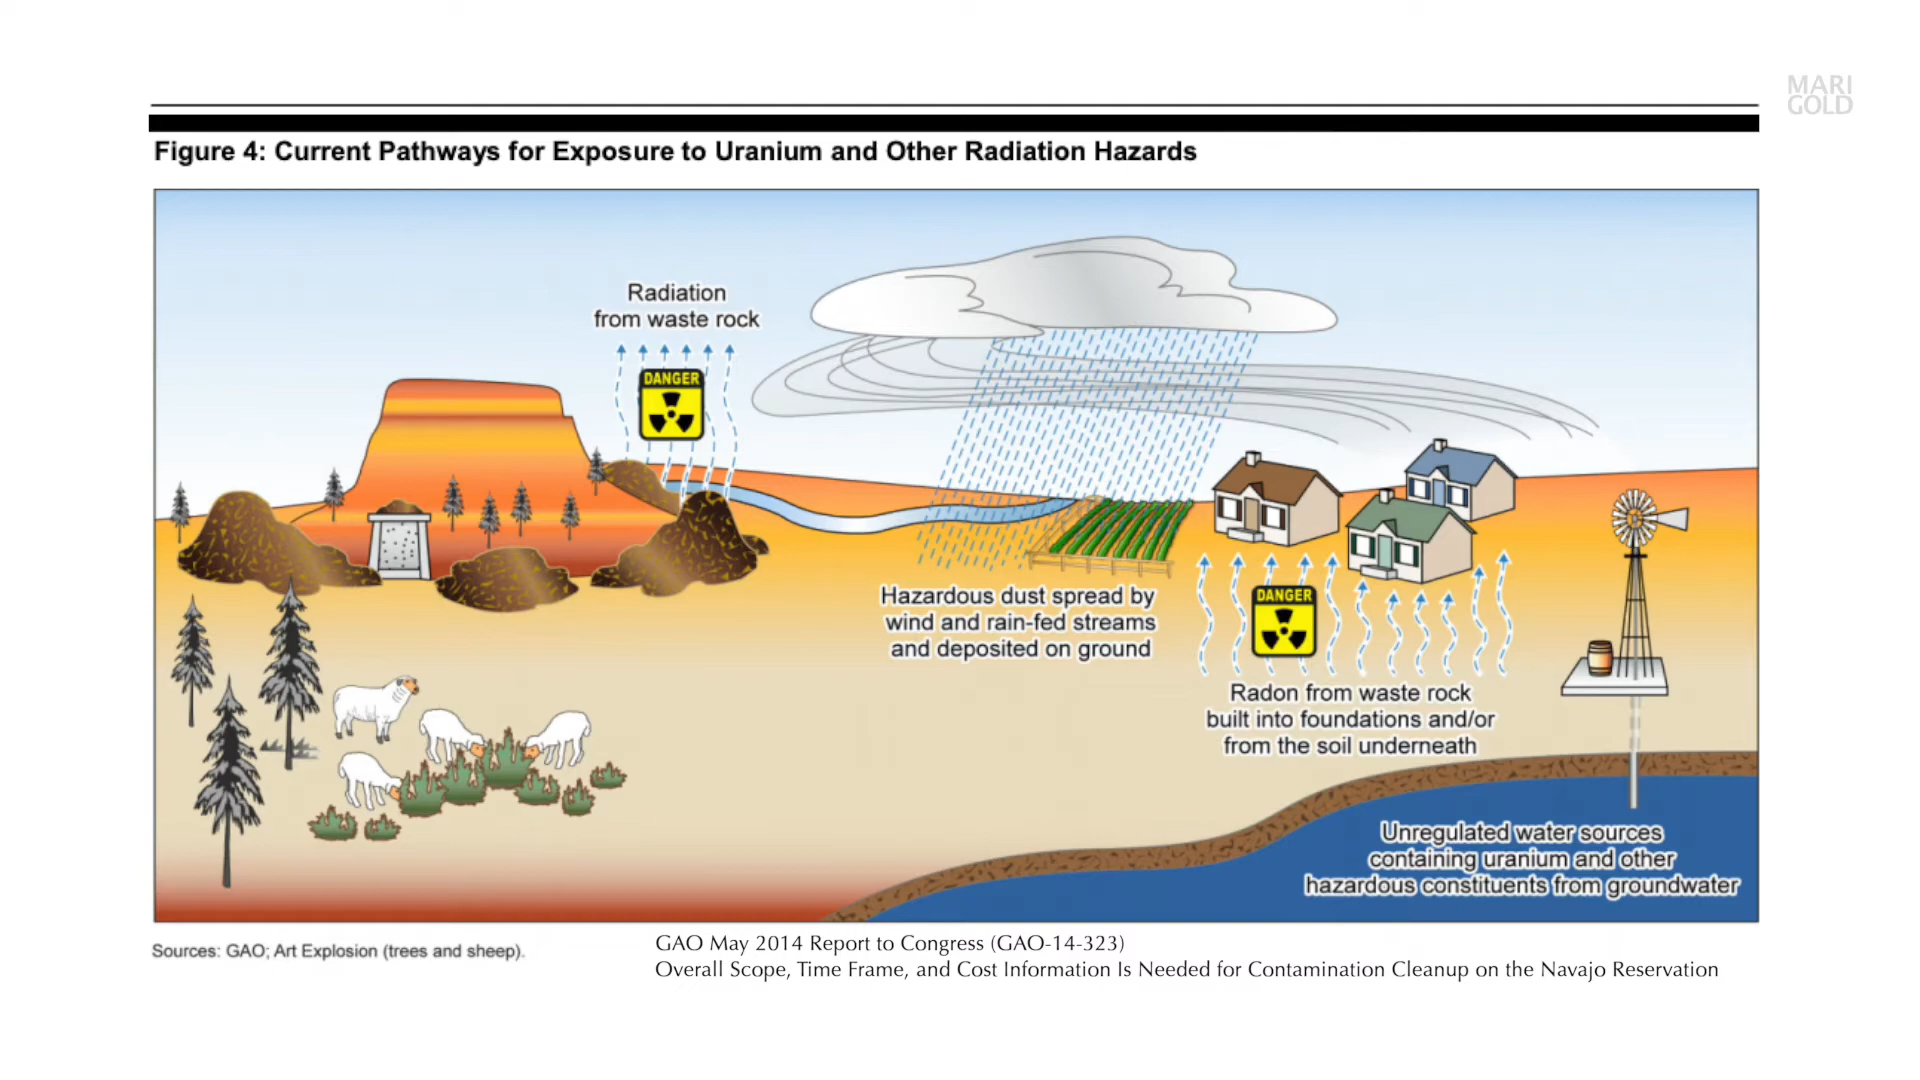 MARI
GOLD
Figure 4: Current Pathways for Exposure to Uranium and Other Radiation Hazards
Radiation
from waste rock
DANGER
Hazardous dust spread by
wind and rain-fed streams
and deposited on ground
DANGER
Radon from waste rock
built into foundations and/or
from the soil underneath
Unregulated water sources
containing uranium and other
hazardous constituents from groundwater
Sources: GAO; Art Explosion (trees and sheep).
GAO May 2014 Report to Congress (GAO-14-323)
Overall Scope, Time Frame, and Cost Information Is Needed for Contamination Cleanup on the Navajo Reservation